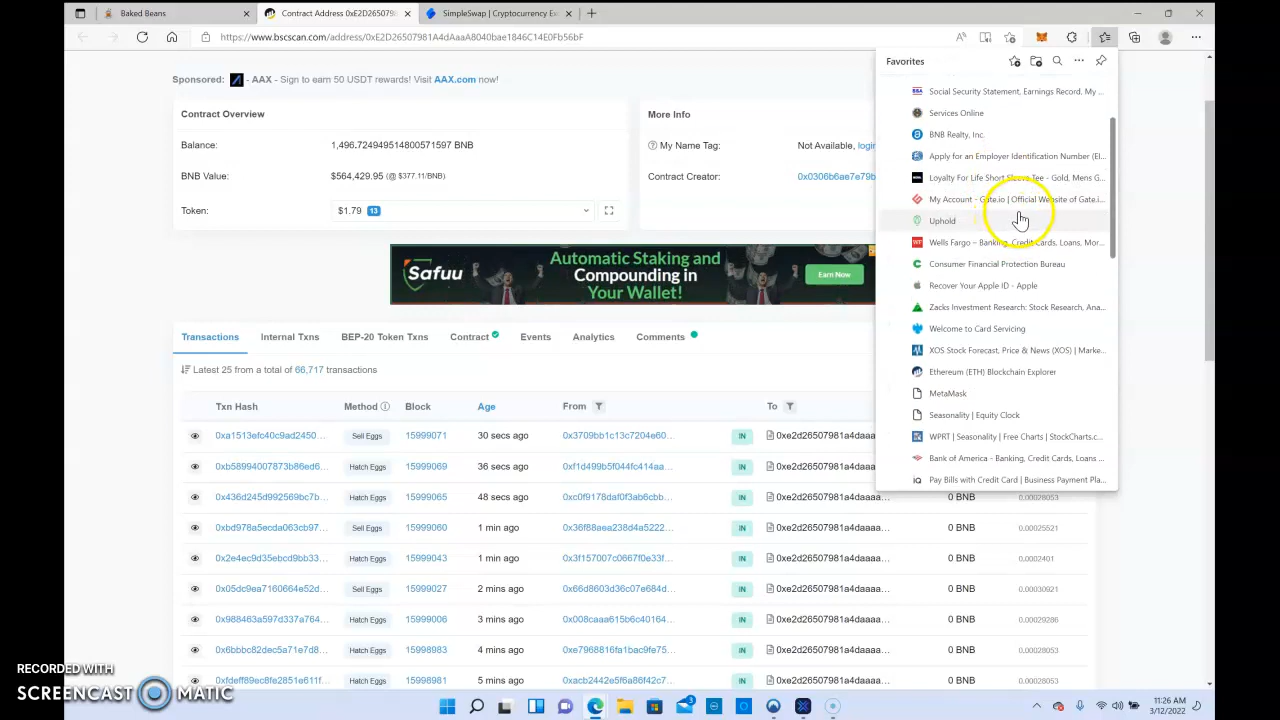 Baked Beans
Contract Address 0xE2D26507981
SimpleSwap | Cryptocurrency Ex
https://www.bscscan.com/address/0xE2D26507981A4dAaaA8040bae1846C14E0Fb56bF
Sponsored: AAX - Sign to earn 50 USDT rewards! Visit AAX.com now!
Contract Overview
More Info
Balance: 1,496.724949514800571597 BNB
My Name Tag: Not Available, login
BNB Value: $564,429.95 (@ $377.11/BNB)
Contract Creator: 0x0306b6ae7e79b
Token: $1.79 13
Safuu
Automatic Staking and
Compounding in
Your Wallet!
Earn Now
Transactions Internal Txns BEP-20 Token Txns Contract Events Analytics Comments
Latest 25 from a total of 66,717 transactions
Txn Hash Method Block Age From To
0xa1513efc40c9ad2450... Sell Eggs 15999071 30 secs ago 0x3709bb1c13c7204e60... IN 0xe2d26507981a4daaa...
0xb58994007873b86ed6... Hatch Eggs 15999069 36 secs ago 0xf1d499b5f044fc414aa... IN 0xe2d26507981a4daaa...
0x436d245d992569bc7b... Hatch Eggs 15999065 48 secs ago 0xc0f9178daf0f3ab6cbb... IN 0xe2d26507981a4daaa... 0 BNB 0.00028053
0xbd978a5ecda063cb97... Sell Eggs 15999060 1 min ago 0x36f88aea238d4a5222... IN 0xe2d26507981a4daaa... 0 BNB 0.00025521
0x2e4ec9d35ebcd9bb33... Hatch Eggs 15999043 1 min ago 0x3f157007c0667f0e33f... IN 0xe2d26507981a4daaa... 0 BNB 0.0002401
0x05dc9ea7160664e52d... Sell Eggs 15999027 2 mins ago 0x66d8603d36c07e684d... IN 0xe2d26507981a4daaa... 0 BNB 0.00030921
0x988463a597d337a764... Hatch Eggs 15999006 3 mins ago 0x008caaa615b6c40164... IN 0xe2d26507981a4daaa... 0 BNB 0.00029286
0x6bbbc82dec5a71e7d8... Hatch Eggs 15998983 4 mins ago 0xe7968816fa1bac9fe75... IN 0xe2d26507981a4daaa... 0 BNB 0.00028053
0xfdeff89ec8fe2851e611f... Hatch Eggs 15998981 5 mins ago 0xacb2442e5f6a86f42c7... IN 0xe2d26507981a4daaa... 0 BNB 0.00028053
Favorites
Social Security Statement, Earnings Record, My ...
Services Online
BNB Realty, Inc.
Apply for an Employer Identification Number (EI...
Loyalty For Life Short Sleeve Tee - Gold, Mens G...
My Account - Gate.io | Official Website of Gate.i...
Uphold
Wells Fargo – Banking, Credit Cards, Loans, Mor...
Consumer Financial Protection Bureau
Recover Your Apple ID - Apple
Zacks Investment Research: Stock Research, Ana...
Welcome to Card Servicing
XOS Stock Forecast, Price & News (XOS) | Marke...
Ethereum (ETH) Blockchain Explorer
MetaMask
Seasonality | Equity Clock
WPRT | Seasonality | Free Charts | StockCharts.c...
Bank of America - Banking, Credit Cards, Loans ...
Pay Bills with Credit Card | Business Payment Pla...
RECORDED WITH
SCREENCAST MATIC
11:26 AM
3/12/2022